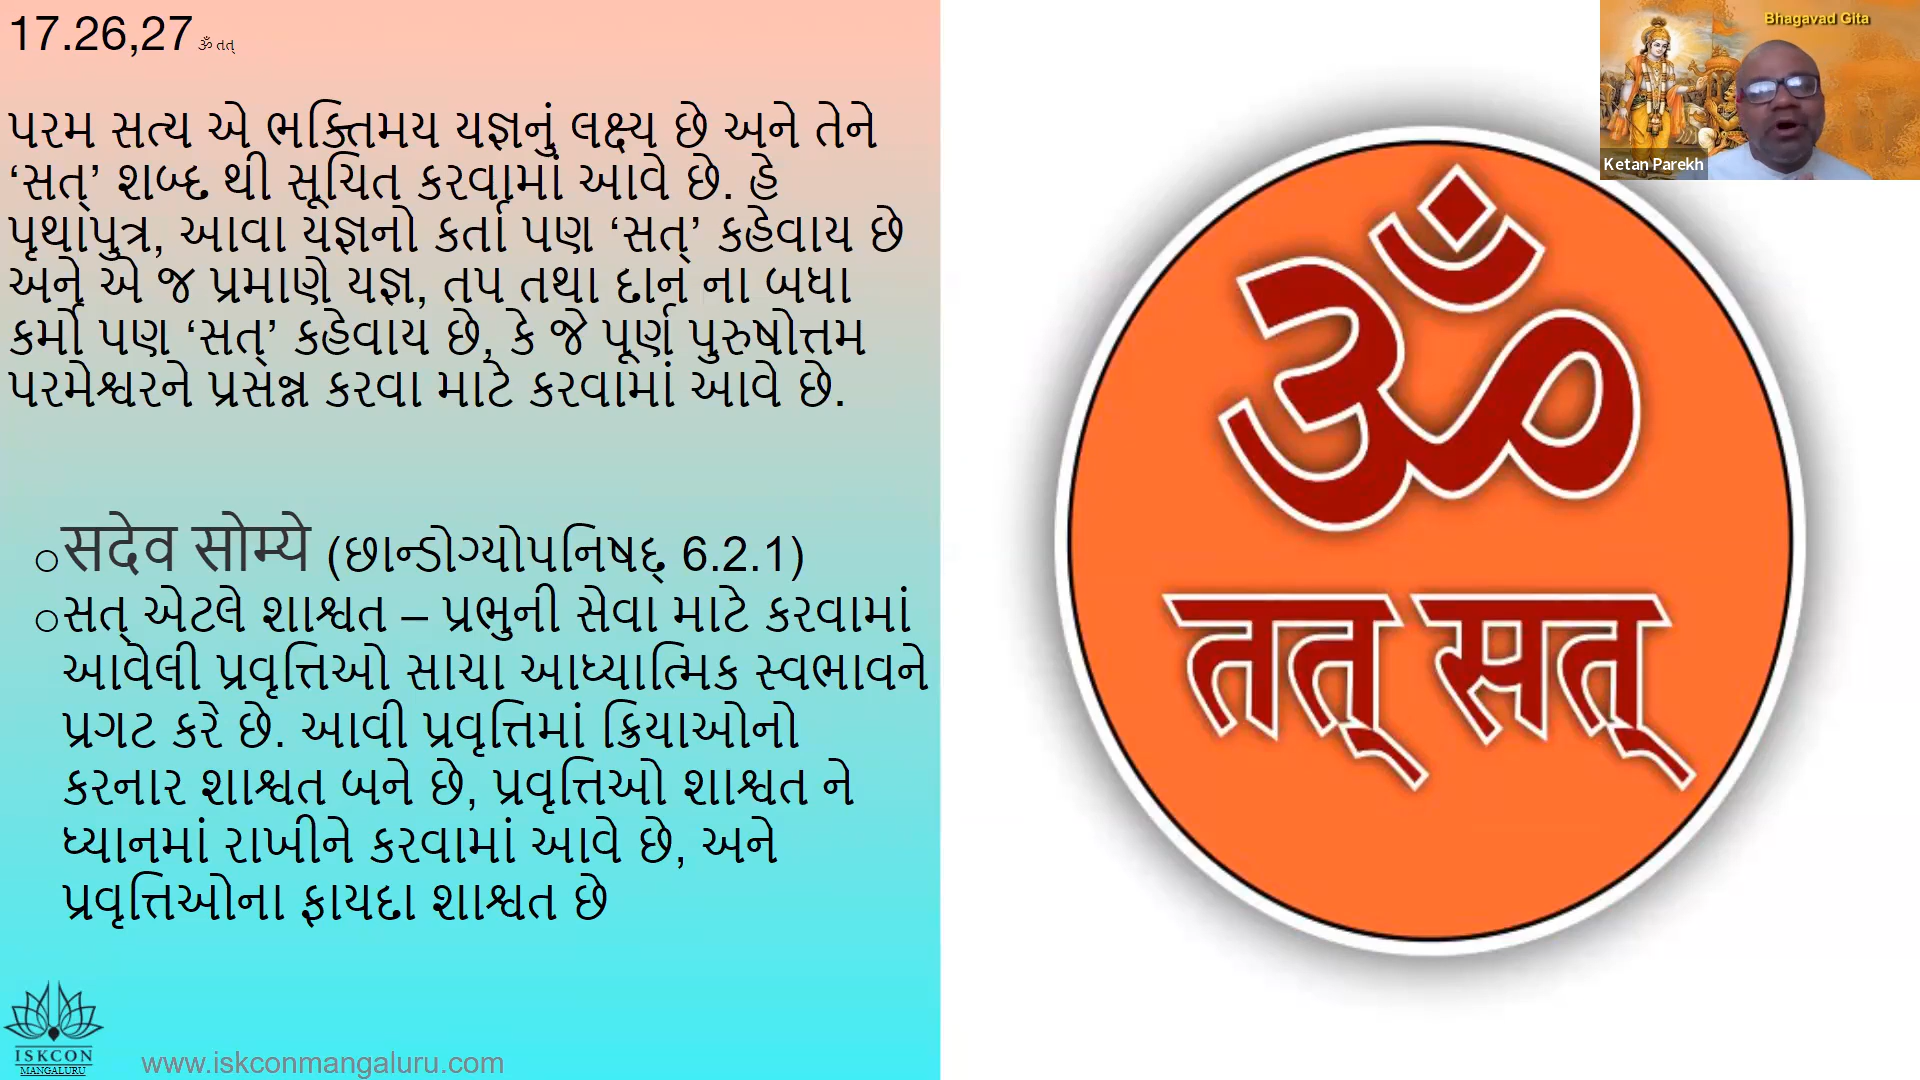 17.26,27 ૐ તત્
પરમ સત્ય એ ભક્તિમય યજ્ઞનું લક્ષ્ય છે અને તેને
‘સત્’ શબ્દ થી સૂચિત કરવામાં આવે છે. હે
પૃથાપુત્ર, આવા યજ્ઞનો કર્તા પણ ‘સત્’ કહેવાય છે
અને એ જ પ્રમાણે યજ્ઞ, તપ તથા દાન ના બધા
કર્મો પણ ‘સત્’ કહેવાય છે, કે જે પૂર્ણ પુરુષોત્તમ
પરમેશ્વરને પ્રસન્ન કરવા માટે કરવામાં આવે છે.
○सदेव सोम्ये (છાન્ડોગ્યોપનિષદ્ 6.2.1)
○સત્ એટલે શાશ્વત – પ્રભુની સેવા માટે કરવામાં
આવેલી પ્રવૃત્તિઓ સાચા આધ્યાત્મિક સ્વભાવને
પ્રગટ કરે છે. આવી પ્રવૃત્તિમાં ક્રિયાઓનો
કરનાર શાશ્વત બને છે, પ્રવૃત્તિઓ શાશ્વત ને
ધ્યાનમાં રાખીને કરવામાં આવે છે, અને
પ્રવૃત્તિઓના ફાયદા શાશ્વત છે
ISKCON
MANGALURU
www.iskconmangaluru.com
ॐ
तत् सत्
Bhagavad Gita
Ketan Parekh